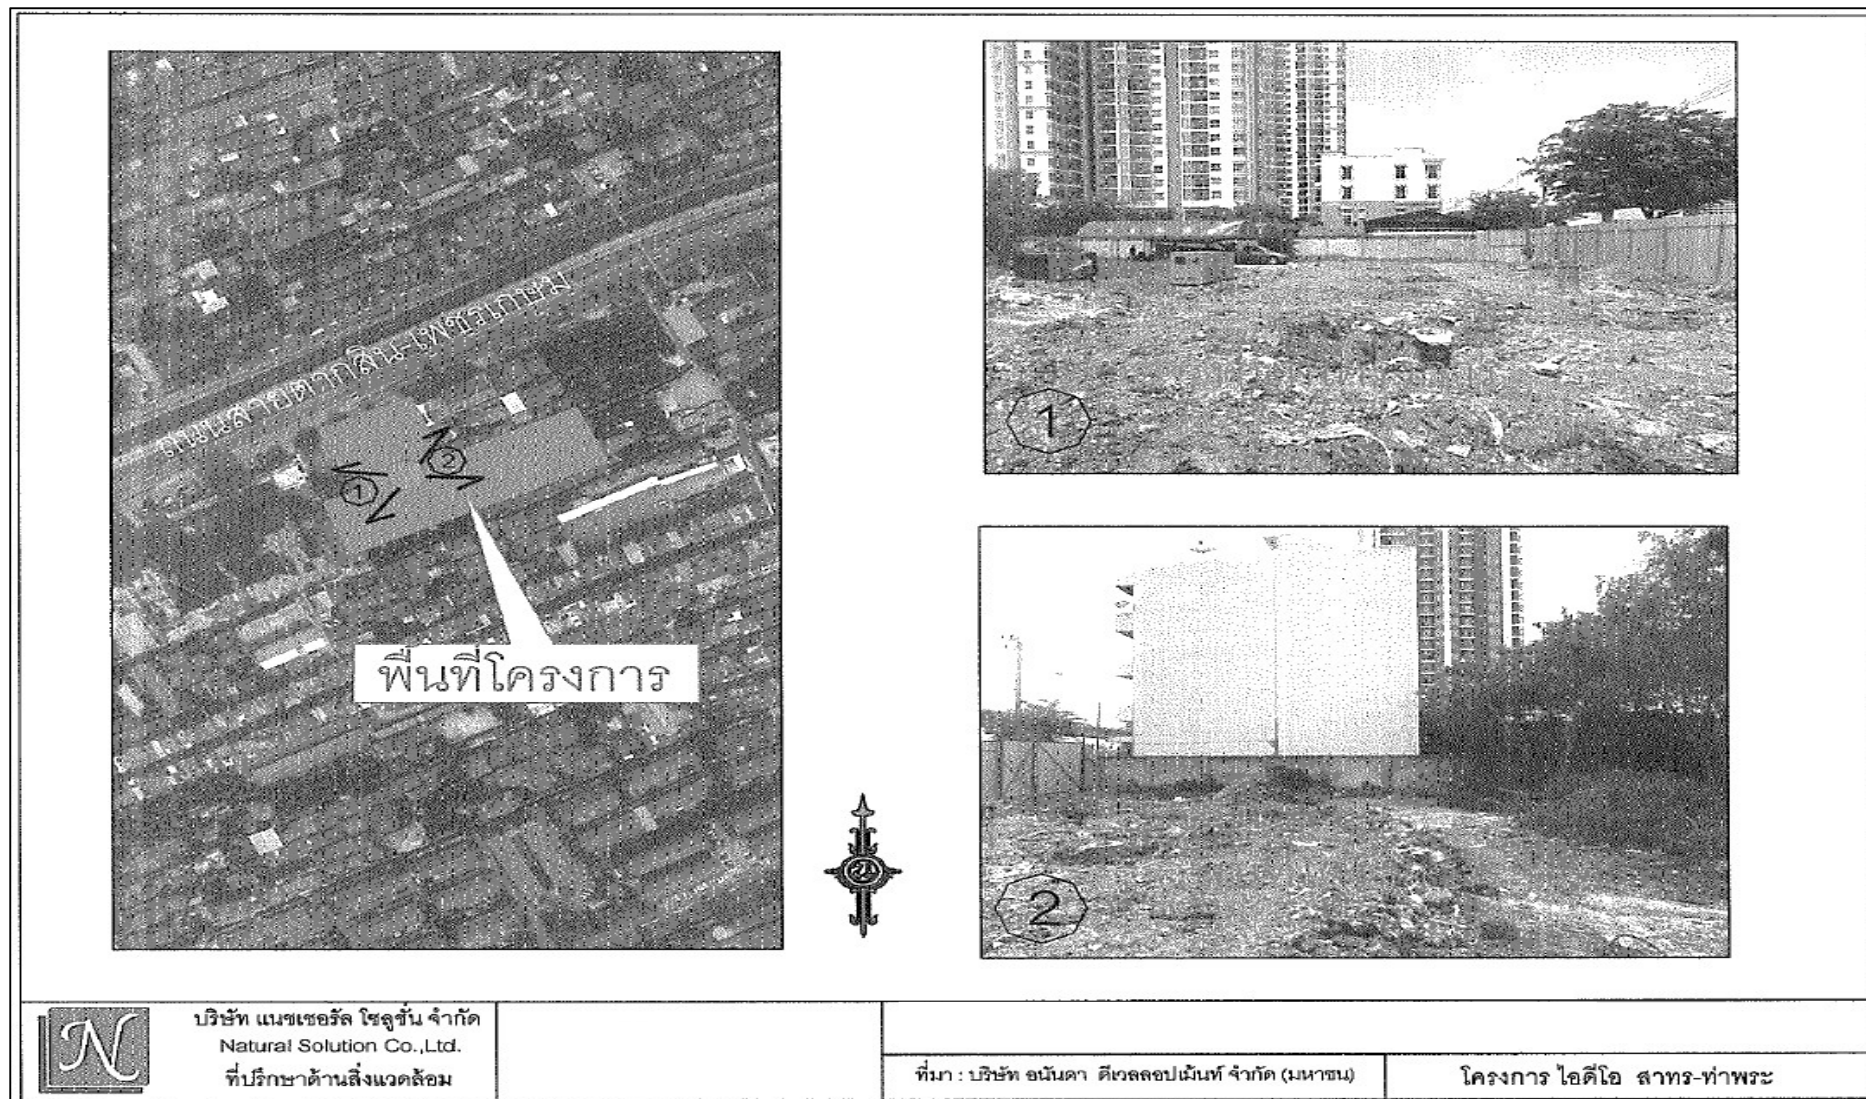 ถนนสายตากสิน-เพชรเกษม
1
2
พื้นที่โครงการ
1
2
N
บริษัท แนชเชอรัล โซลูชั่น จำกัด
Natural Solution Co.,Ltd.
ที่ปรึกษาด้านสิ่งแวดล้อม
ที่มา : บริษัท อนันดา ดีเวลลอปเม้นท์ จำกัด (มหาชน)
โครงการ ไอดีโอ สาทร-ท่าพระ